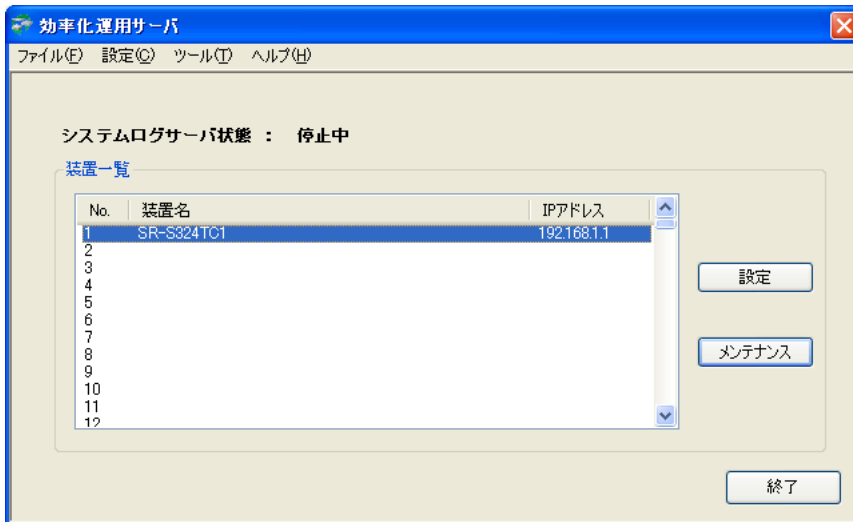 効率化運用サーバ
ファイル(F) 設定(C) ツール(T) ヘルプ(H)
システムログサーバ状態 : 停止中
装置一覧
No. 装置名 IPアドレス
1 SR-S324TC1 192.168.1.1
2
3
4
5
6
7
8
9
10
11
12
設定
メンテナンス
終了